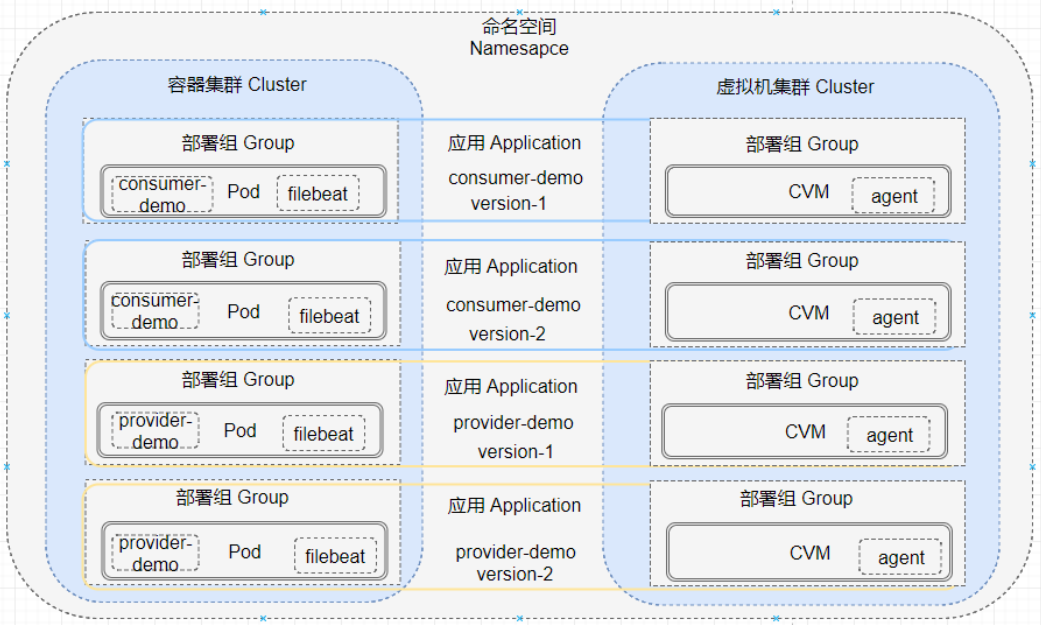 命名空间
Namesapce
容器集群 Cluster
虚拟机集群 Cluster
部署组 Group
consumer-
demo
Pod
filebeat
应用 Application
consumer-demo
version-1
部署组 Group
CVM
agent
部署组 Group
consumer-
demo
Pod
filebeat
应用 Application
consumer-demo
version-2
部署组 Group
CVM
agent
部署组 Group
provider-
demo
Pod
filebeat
应用 Application
provider-demo
version-1
部署组 Group
CVM
agent
部署组 Group
provider-
demo
Pod
filebeat
应用 Application
provider-demo
version-2
部署组 Group
CVM
agent